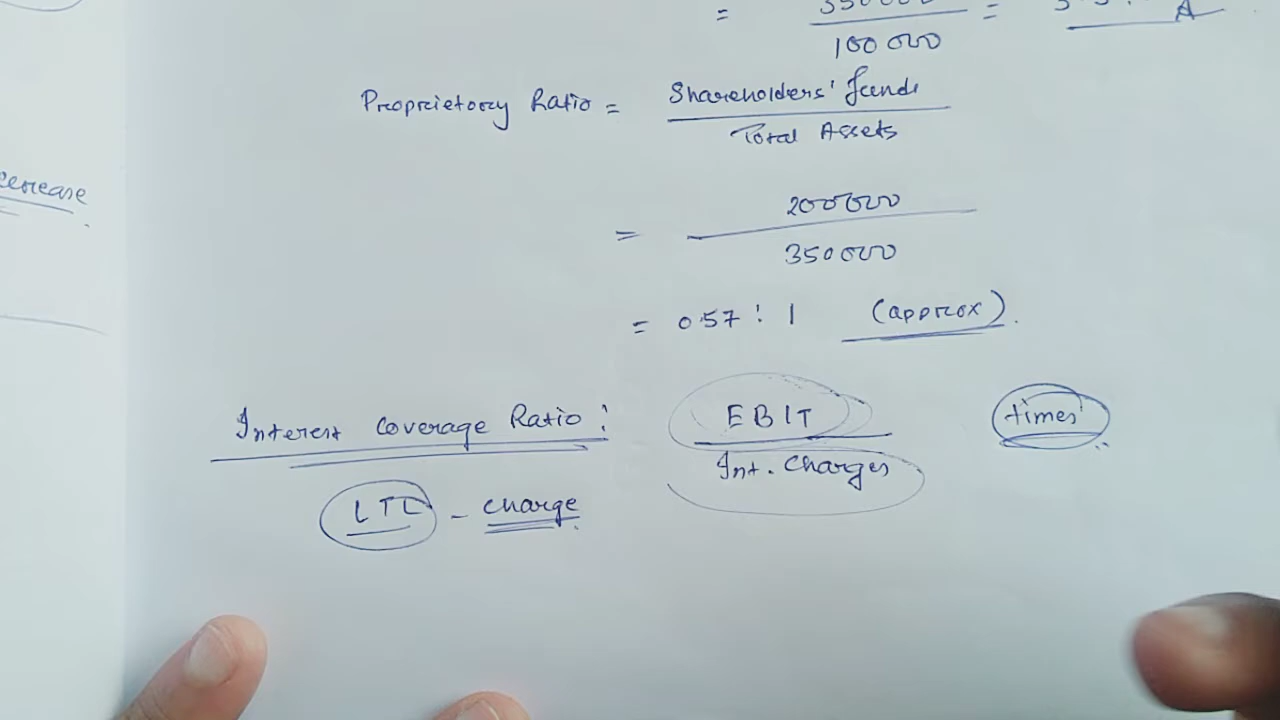 =
100000
Proprietory Ratio = Shareholders' funds
Total Assets
ecrease
= 200000
350000
= 0.57 : 1 (approx).
Interest Coverage Ratio : EBIT
Int. Charges
times
LTL - charge